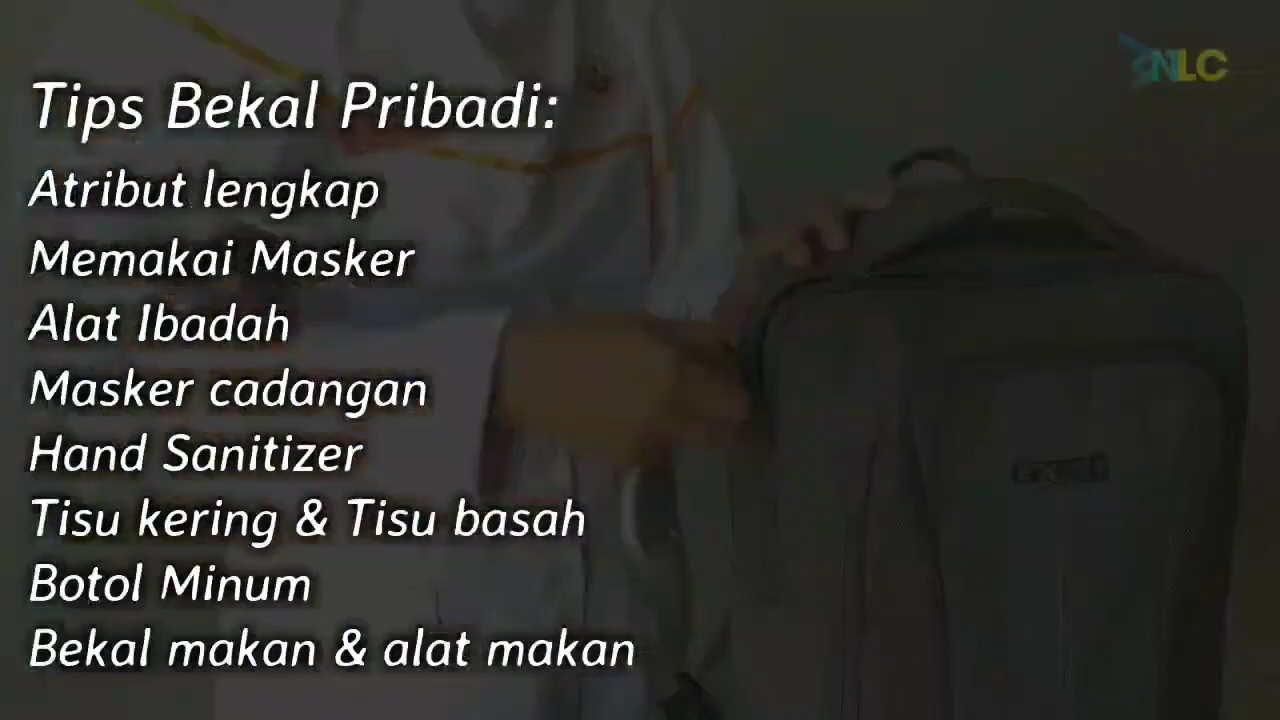 NLC
Tips Bekal Pribadi:
Atribut lengkap
Memakai Masker
Alat Ibadah
Masker cadangan
Hand Sanitizer
Tisu kering & Tisu basah
Botol Minum
Bekal makan & alat makan